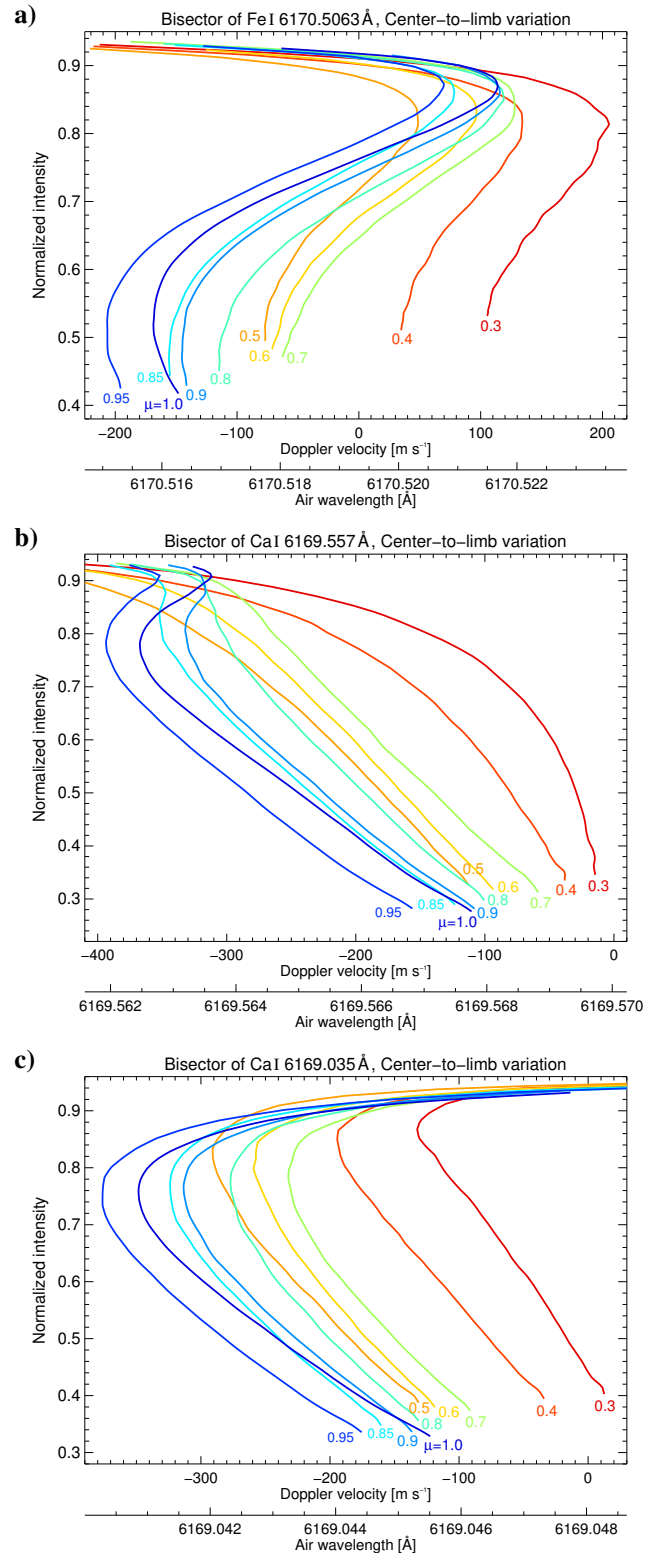 a)
Bisector of Fe I 6170.5063 Å, Center-to-limb variation
Normalized intensity
0.9
0.8
0.7
0.6
0.5
0.4
0.95
0.85
μ=1.0
0.9
0.8
0.5
0.6
0.7
0.4
0.3
−200 −100 0 100 200
Doppler velocity [m s⁻¹]
6170.516 6170.518 6170.520 6170.522
Air wavelength [Å]
b)
Bisector of Ca I 6169.557 Å, Center-to-limb variation
Normalized intensity
0.9
0.8
0.7
0.6
0.5
0.4
0.3
0.95
0.85
μ=1.0
0.9
0.8
0.5
0.6
0.7
0.4
0.3
−400 −300 −200 −100 0
Doppler velocity [m s⁻¹]
6169.562 6169.564 6169.566 6169.568 6169.570
Air wavelength [Å]
c)
Bisector of Ca I 6169.035 Å, Center-to-limb variation
Normalized intensity
0.9
0.8
0.7
0.6
0.5
0.4
0.3
0.95
0.85
0.9
μ=1.0
0.8
0.5
0.6
0.7
0.4
0.3
−300 −200 −100 0
Doppler velocity [m s⁻¹]
6169.042 6169.044 6169.046 6169.048
Air wavelength [Å]